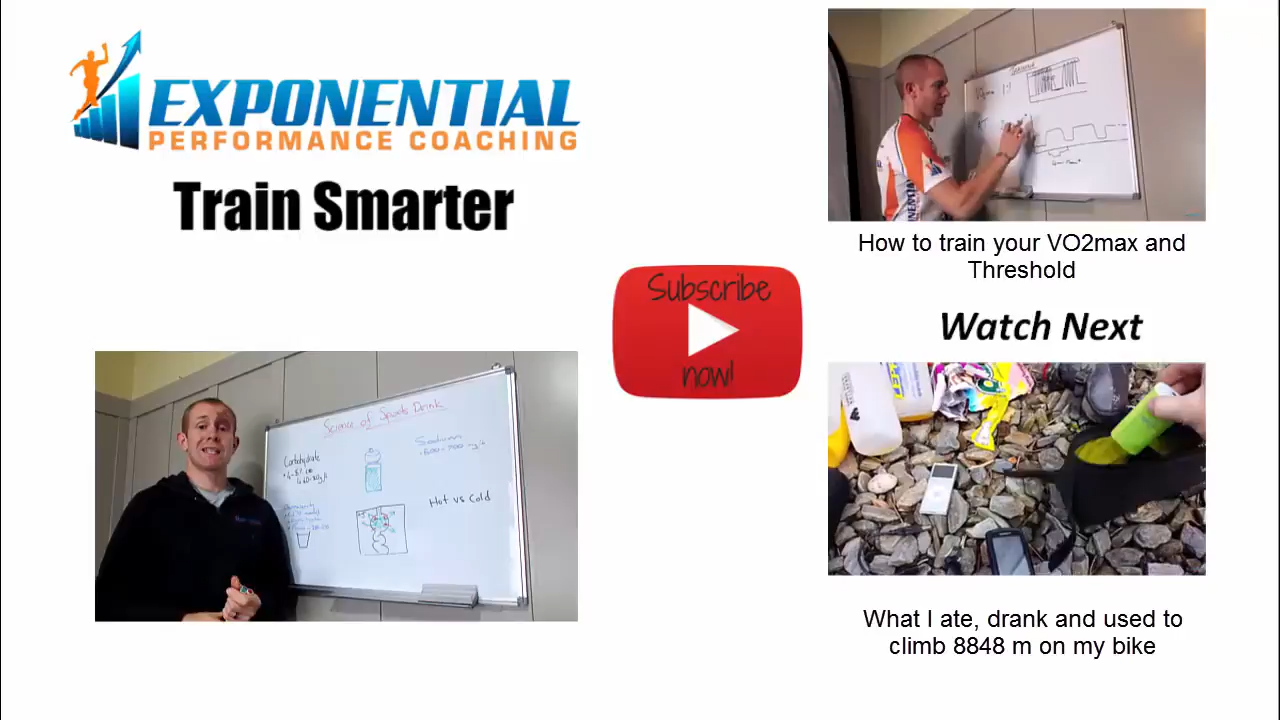 EXPONENTIAL
PERFORMANCE COACHING
Train Smarter
How to train your VO2max and
Threshold
Subscribe
now!
Watch Next
Science of Sports Drink
Carbohydrate
Sodium
Hot vs Cold
What I ate, drank and used to
climb 8848 m on my bike